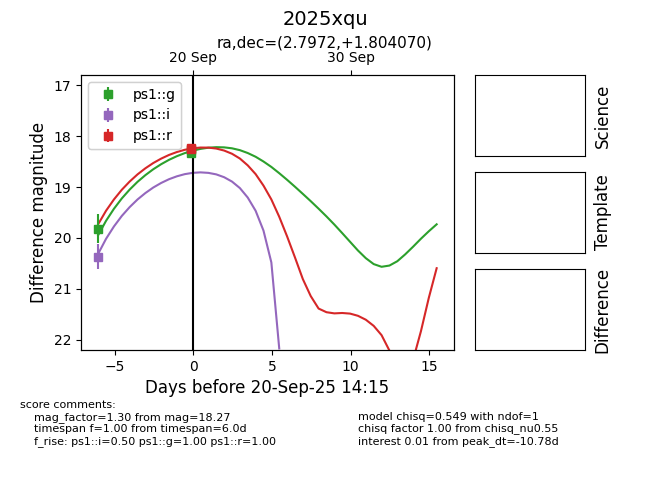 2025xqu
ra,dec=(2.7972,+1.804070)
20 Sep
30 Sep
17
18
19
20
21
22
Difference magnitude
ps1::g
ps1::i
ps1::r
−5
0
5
10
15
Days before 20-Sep-25 14:15
Science
Template
Difference
score comments:
mag_factor=1.30 from mag=18.27
timespan f=1.00 from timespan=6.0d
f_rise: ps1::i=0.50 ps1::g=1.00 ps1::r=1.00
model chisq=0.549 with ndof=1
chisq factor 1.00 from chisq_nu0.55
interest 0.01 from peak_dt=-10.78d